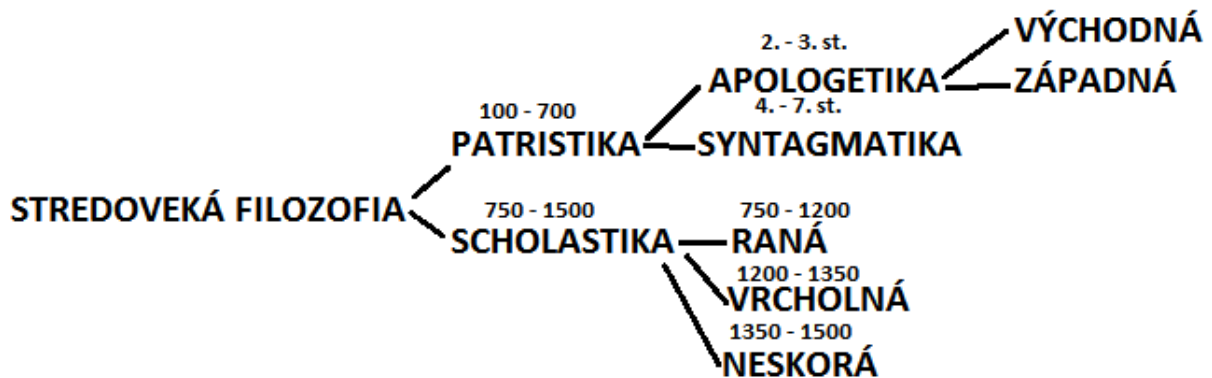 VÝCHODNÁ
2. - 3. st.
APOLOGETIKA
ZÁPADNÁ
100 - 700
4. - 7. st.
PATRISTIKA
SYNTAGMATIKA
STREDOVEKÁ FILOZOFIA
750 - 1500
750 - 1200
SCHOLASTIKA
RANÁ
1200 - 1350
VRCHOLNÁ
1350 - 1500
NESKORÁ